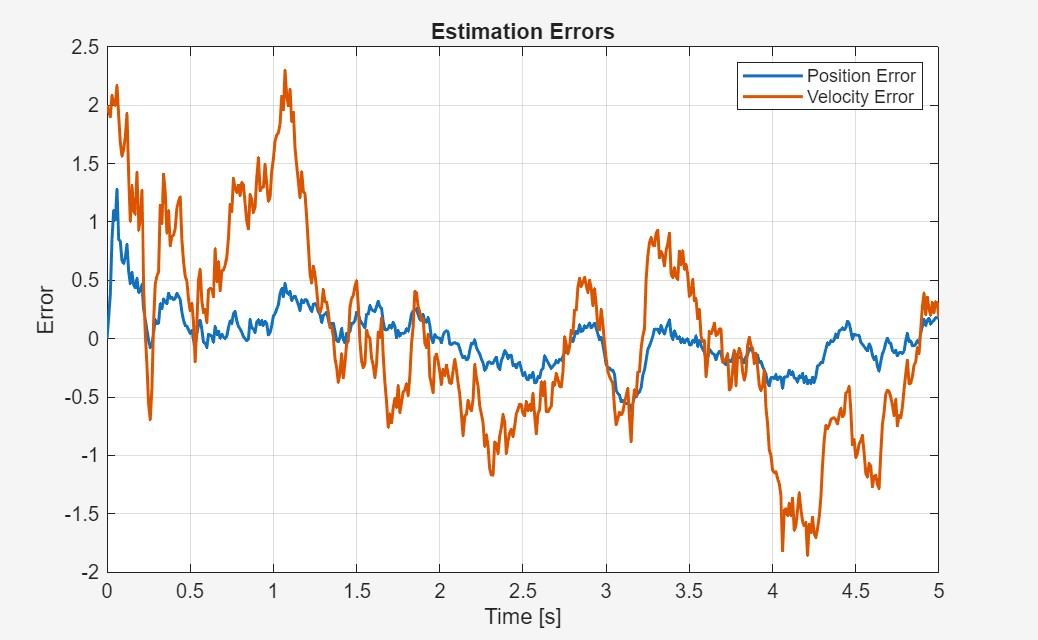 Estimation Errors
2.5
2
1.5
1
0.5
0
-0.5
-1
-1.5
-2
Error
Position Error
Velocity Error
0 0.5 1 1.5 2 2.5 3 3.5 4 4.5 5
Time [s]